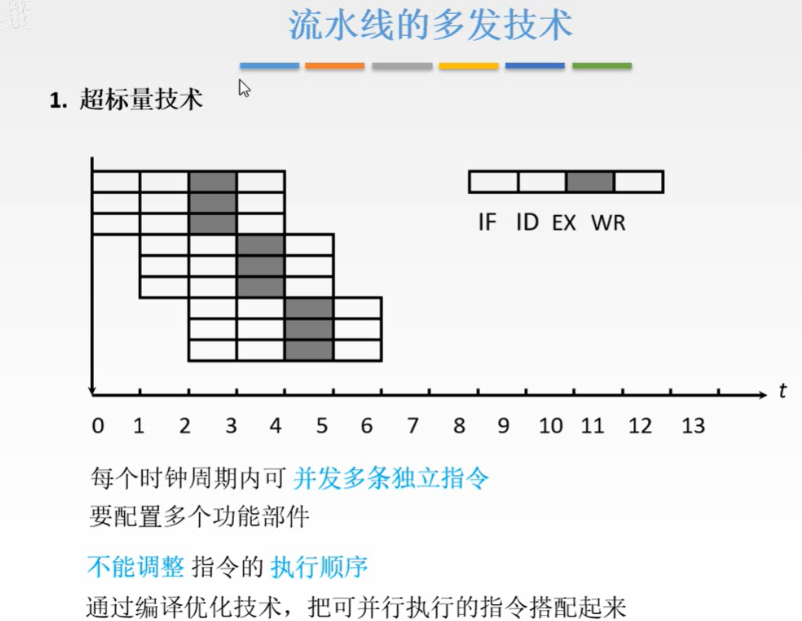 流水线的多发技术
1. 超标量技术
IF ID EX WR
t
0 1 2 3 4 5 6 7 8 9 10 11 12 13
每个时钟周期内可 并发多条独立指令
要配置多个功能部件
不能调整 指令的 执行顺序
通过编译优化技术，把可并行执行的指令搭配起来